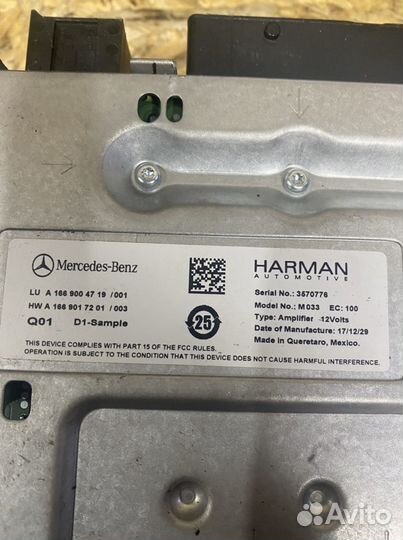 Mercedes-Benz
LU A 166 900 47 19 /001
HW A 166 901 72 01 / 003
Q01 D1-Sample
25
HARMAN
AUTOMOTIVE
Serial No.: 3570776
Model No.: M033 EC: 100
Type: Amplifier 12Volts
Date of Manufacture: 17/12/29
Made in Queretaro, Mexico.
THIS DEVICE COMPLIES WITH PART 15 OF THE FCC RULES.
OPERATION IS SUBJECT TO THE CONDITION THAT THIS DEVICE DOES NOT CAUSE HARMFUL INTERFERENCE.
Avito